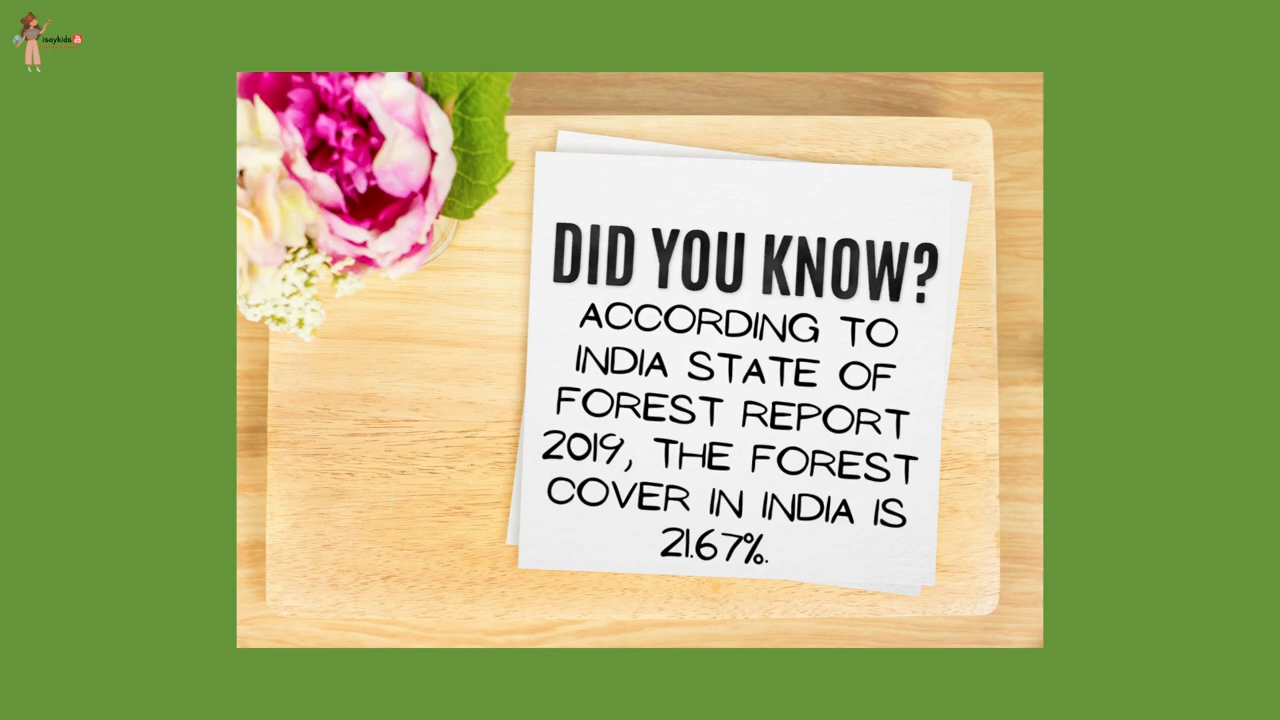 isaykids
DID YOU KNOW?
ACCORDING TO
INDIA STATE OF
FOREST REPORT
2019, THE FOREST
COVER IN INDIA IS
21.67%.